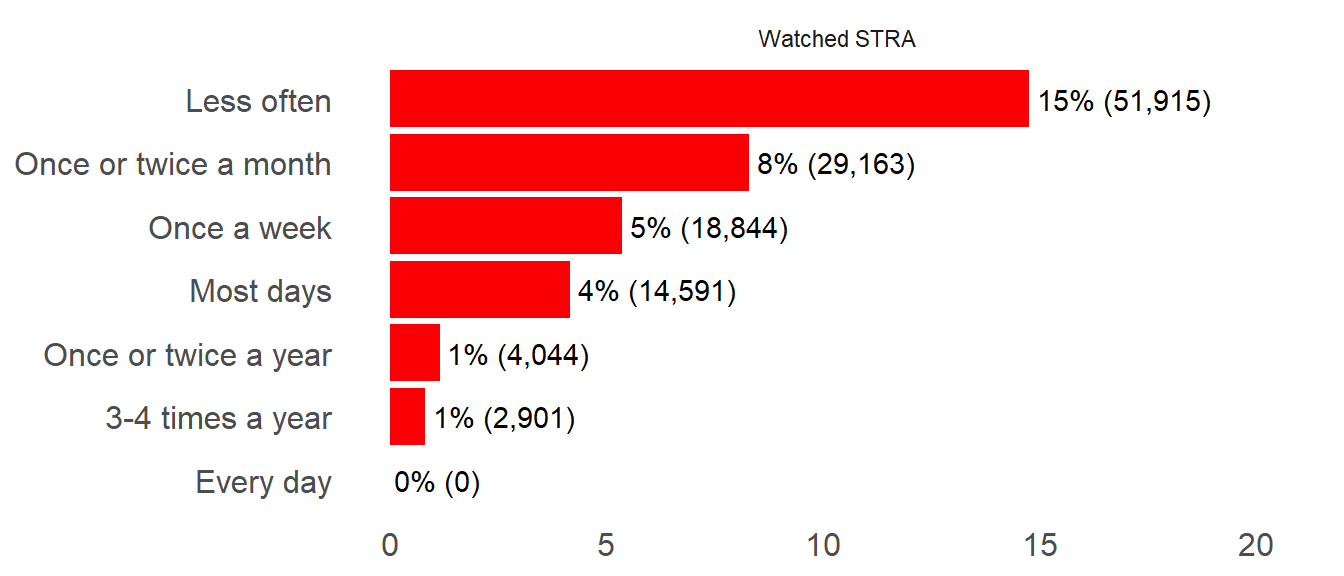 Watched STRA
Less often 15% (51,915)
Once or twice a month 8% (29,163)
Once a week 5% (18,844)
Most days 4% (14,591)
Once or twice a year 1% (4,044)
3-4 times a year 1% (2,901)
Every day 0% (0)
0 5 10 15 20